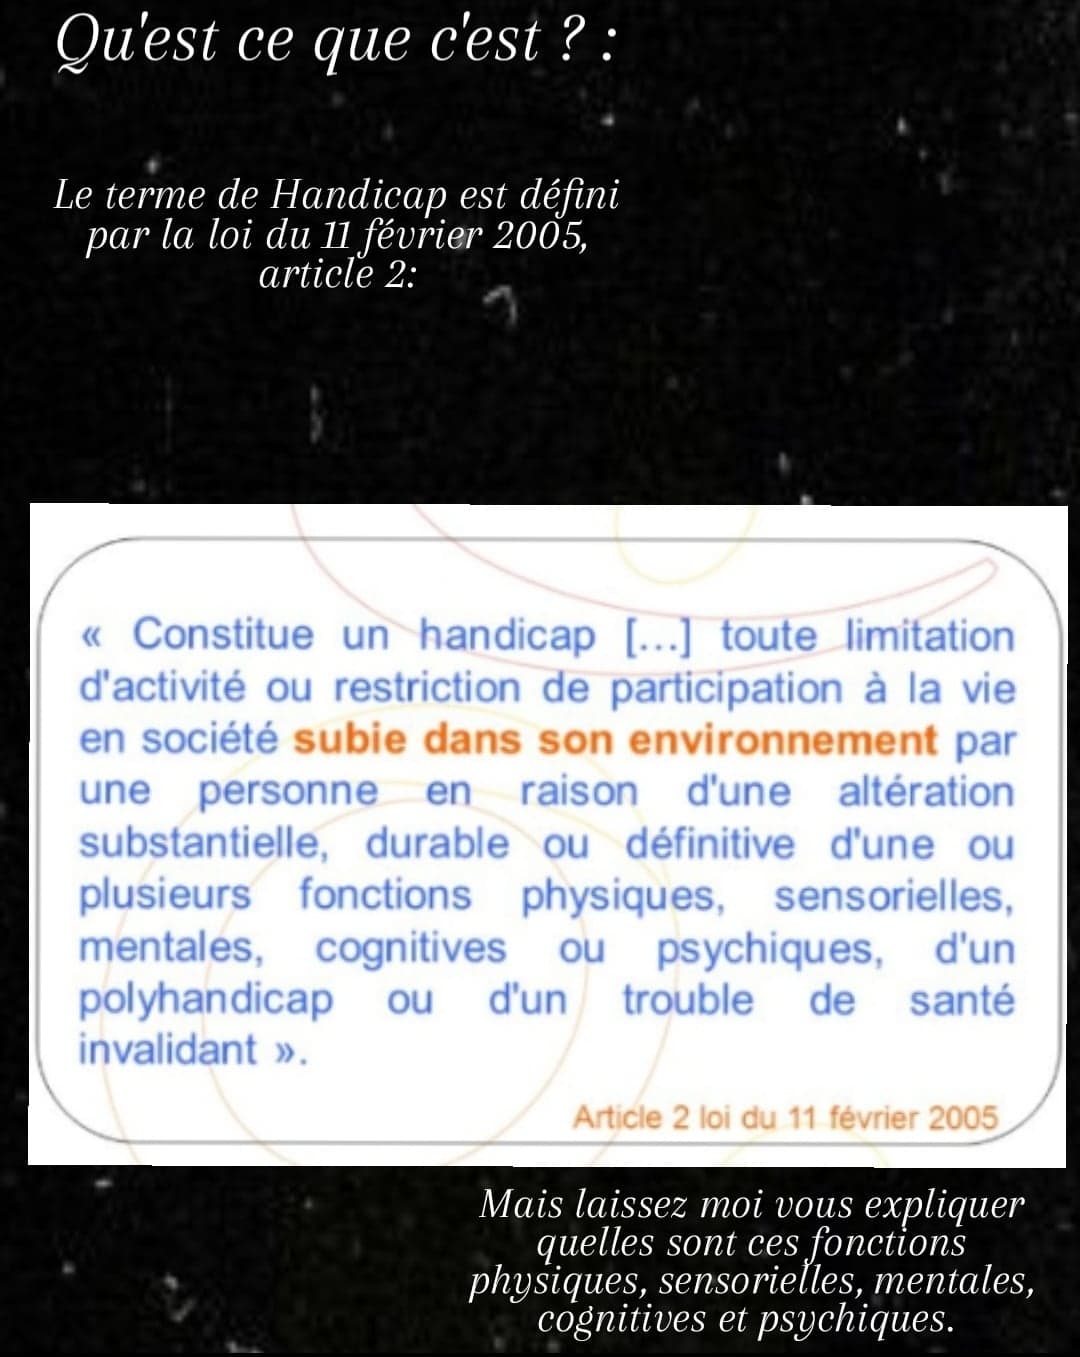 Qu'est ce que c'est ? :
Le terme de Handicap est défini
par la loi du 11 février 2005,
article 2:
« Constitue un handicap [...] toute limitation
d'activité ou restriction de participation à la vie
en société subie dans son environnement par
une personne en raison d'une altération
substantielle, durable ou définitive d'une ou
plusieurs fonctions physiques, sensorielles,
mentales, cognitives ou psychiques, d'un
polyhandicap ou d'un trouble de santé
invalidant ».
Article 2 loi du 11 février 2005
Mais laissez moi vous expliquer
quelles sont ces fonctions
physiques, sensorielles, mentales,
cognitives et psychiques.